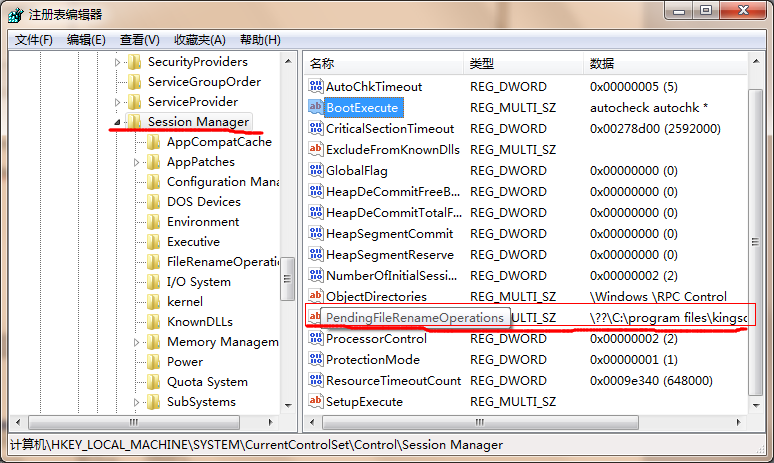 注册表编辑器
文件(F) 编辑(E) 查看(V) 收藏夹(A) 帮助(H)
SecurityProviders
ServiceGroupOrder
ServiceProvider
Session Manager
AppCompatCache
AppPatches
Configuration Mana
DOS Devices
Environment
Executive
FileRenameOperati
I/O System
kernel
KnownDLLs
Memory Managem
Power
Quota System
SubSystems
名称 类型 数据
AutoChkTimeout REG_DWORD 0x00000005 (5)
BootExecute REG_MULTI_SZ autocheck autochk *
CriticalSectionTimeout REG_DWORD 0x00278d00 (2592000)
ExcludeFromKnownDlls REG_MULTI_SZ
GlobalFlag REG_DWORD 0x00000000 (0)
HeapDeCommitFreeB... REG_DWORD 0x00000000 (0)
HeapDeCommitTotalF... REG_DWORD 0x00000000 (0)
HeapSegmentCommit REG_DWORD 0x00000000 (0)
HeapSegmentReserve REG_DWORD 0x00000000 (0)
NumberOfInitialSessi... REG_DWORD 0x00000002 (2)
ObjectDirectories REG_MULTI_SZ \Windows \RPC Control
PendingFileRenameOperations MULTI_SZ \??\C:\program files\kingso
ProcessorControl REG_DWORD 0x00000002 (2)
ProtectionMode REG_DWORD 0x00000001 (1)
ResourceTimeoutCount REG_DWORD 0x0009e340 (648000)
SetupExecute REG_MULTI_SZ
计算机\HKEY_LOCAL_MACHINE\SYSTEM\CurrentControlSet\Control\Session Manager